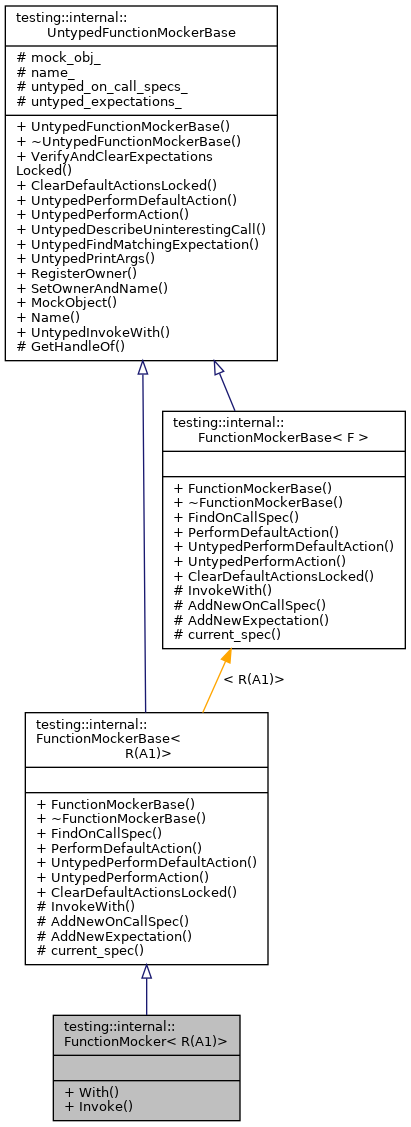 testing::internal::
UntypedFunctionMockerBase
# mock_obj_
# name_
# untyped_on_call_specs_
# untyped_expectations_
+ UntypedFunctionMockerBase()
+ ~UntypedFunctionMockerBase()
+ VerifyAndClearExpectations
Locked()
+ ClearDefaultActionsLocked()
+ UntypedPerformDefaultAction()
+ UntypedPerformAction()
+ UntypedDescribeUninterestingCall()
+ UntypedFindMatchingExpectation()
+ UntypedPrintArgs()
+ RegisterOwner()
+ SetOwnerAndName()
+ MockObject()
+ Name()
+ UntypedInvokeWith()
# GetHandleOf()
testing::internal::
FunctionMockerBase< F >
+ FunctionMockerBase()
+ ~FunctionMockerBase()
+ FindOnCallSpec()
+ PerformDefaultAction()
+ UntypedPerformDefaultAction()
+ UntypedPerformAction()
+ ClearDefaultActionsLocked()
# InvokeWith()
# AddNewOnCallSpec()
# AddNewExpectation()
# current_spec()
< R(A1)>
testing::internal::
FunctionMockerBase<
R(A1)>
+ FunctionMockerBase()
+ ~FunctionMockerBase()
+ FindOnCallSpec()
+ PerformDefaultAction()
+ UntypedPerformDefaultAction()
+ UntypedPerformAction()
+ ClearDefaultActionsLocked()
# InvokeWith()
# AddNewOnCallSpec()
# AddNewExpectation()
# current_spec()
testing::internal::
FunctionMocker< R(A1)>
+ With()
+ Invoke()